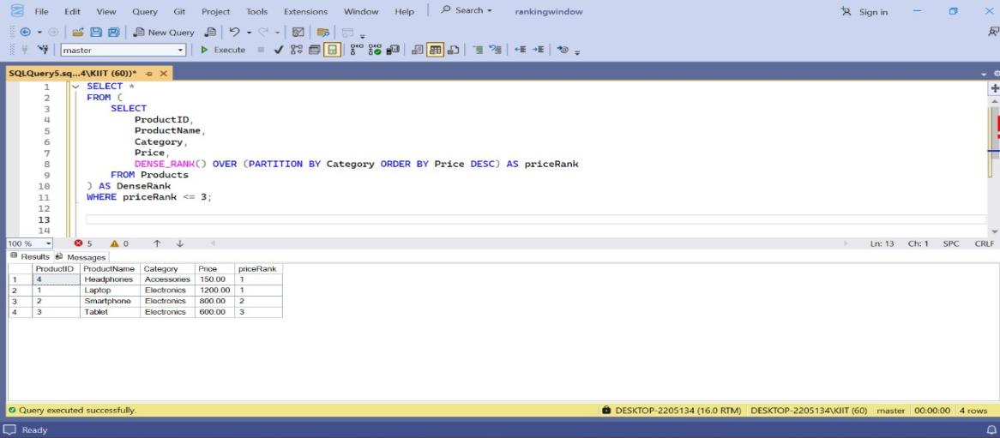 File Edit View Query Git Project Tools Extensions Window Help Search rankingwindow Sign in
New Query
master Execute
SQLQuery5.sq...4\KIIT (60))*
1 SELECT *
2 FROM (
3 SELECT
4 ProductID,
5 ProductName,
6 Category,
7 Price,
8 DENSE_RANK() OVER (PARTITION BY Category ORDER BY Price DESC) AS priceRank
9 FROM Products
10 ) AS DenseRank
11 WHERE priceRank <= 3;
12
13
14
100 % 5 0 Ln: 13 Ch: 1 SPC CRLF
Results Messages
ProductID ProductName Category Price priceRank
1 4 Headphones Accessories 150.00 1
2 1 Laptop Electronics 1200.00 1
3 2 Smartphone Electronics 800.00 2
4 3 Tablet Electronics 600.00 3
Query executed successfully. DESKTOP-2205134 (16.0 RTM) DESKTOP-2205134\KIIT (60) master 00:00:00 4 rows
Ready